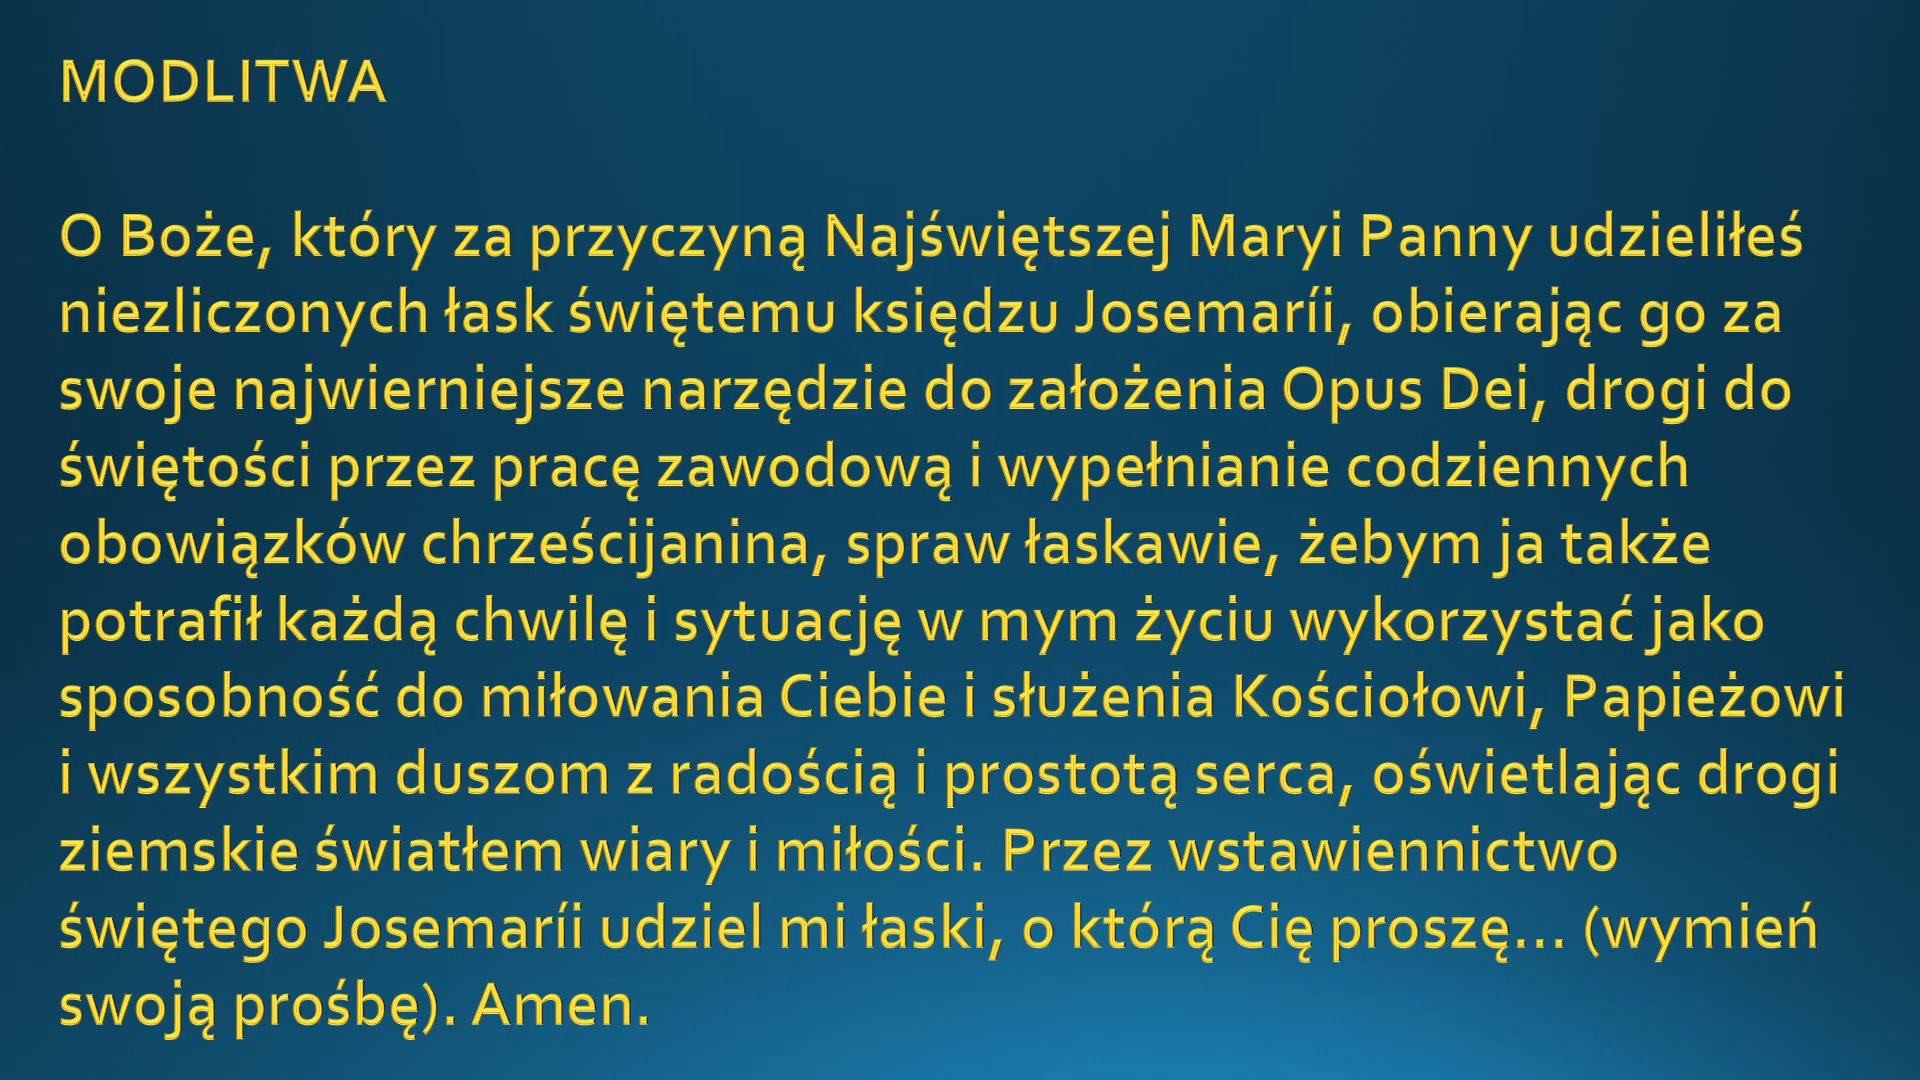 MODLITWA
O Boże, który za przyczyną Najświętszej Maryi Panny udzieliłeś
niezliczonych łask świętemu księdzu Josemaríi, obierając go za
swoje najwierniejsze narzędzie do założenia Opus Dei, drogi do
świętości przez pracę zawodową i wypełnianie codziennych
obowiązków chrześcijanina, spraw łaskawie, żebym ja także
potrafił każdą chwilę i sytuację w mym życiu wykorzystać jako
sposobność do miłowania Ciebie i służenia Kościołowi, Papieżowi
i wszystkim duszom z radością i prostotą serca, oświetlając drogi
ziemskie światłem wiary i miłości. Przez wstawiennictwo
świętego Josemaríi udziel mi łaski, o którą Cię proszę... (wymień
swoją prośbę). Amen.